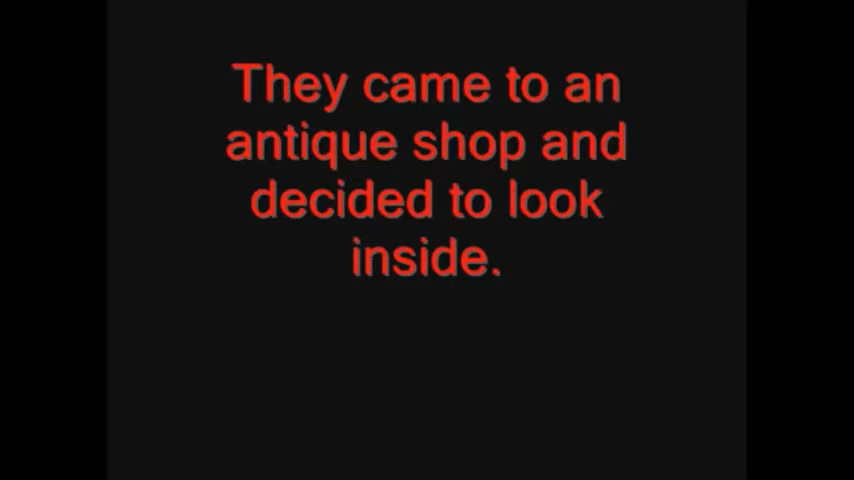 They came to an
antique shop and
decided to look
inside.